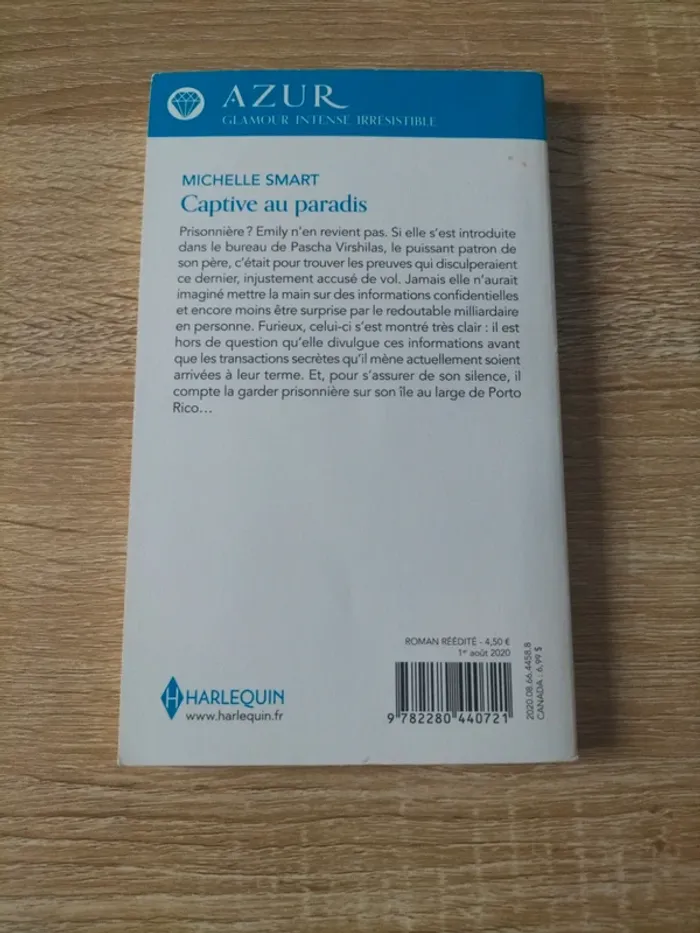 AZUR
GLAMOUR INTENSE IRRÉSISTIBLE
MICHELLE SMART
Captive au paradis
Prisonnière ? Emily n'en revient pas. Si elle s'est introduite
dans le bureau de Pascha Virshilas, le puissant patron de
son père, c'était pour trouver les preuves qui disculperaient
ce dernier, injustement accusé de vol. Jamais elle n'aurait
imaginé mettre la main sur des informations confidentielles
et encore moins être surprise par le redoutable milliardaire
en personne. Furieux, celui-ci s'est montré très clair : il est
hors de question qu'elle divulgue ces informations avant
que les transactions secrètes qu'il mène actuellement soient
arrivées à leur terme. Et, pour s'assurer de son silence, il
compte la garder prisonnière sur son île au large de Porto
Rico…
ROMAN RÉÉDITÉ - 4,50 €
1er août 2020
9 782280 440721
2020.08.66.4458.8
CANADA : 6,99 $
HARLEQUIN
www.harlequin.fr